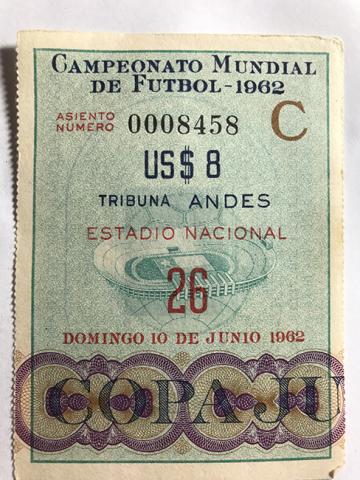 CAMPEONATO MUNDIAL
DE FUTBOL-1962
ASIENTO
NUMERO 0008458 C
US$ 8
TRIBUNA ANDES
ESTADIO NACIONAL
26
DOMINGO 10 DE JUNIO 1962
COPA JU